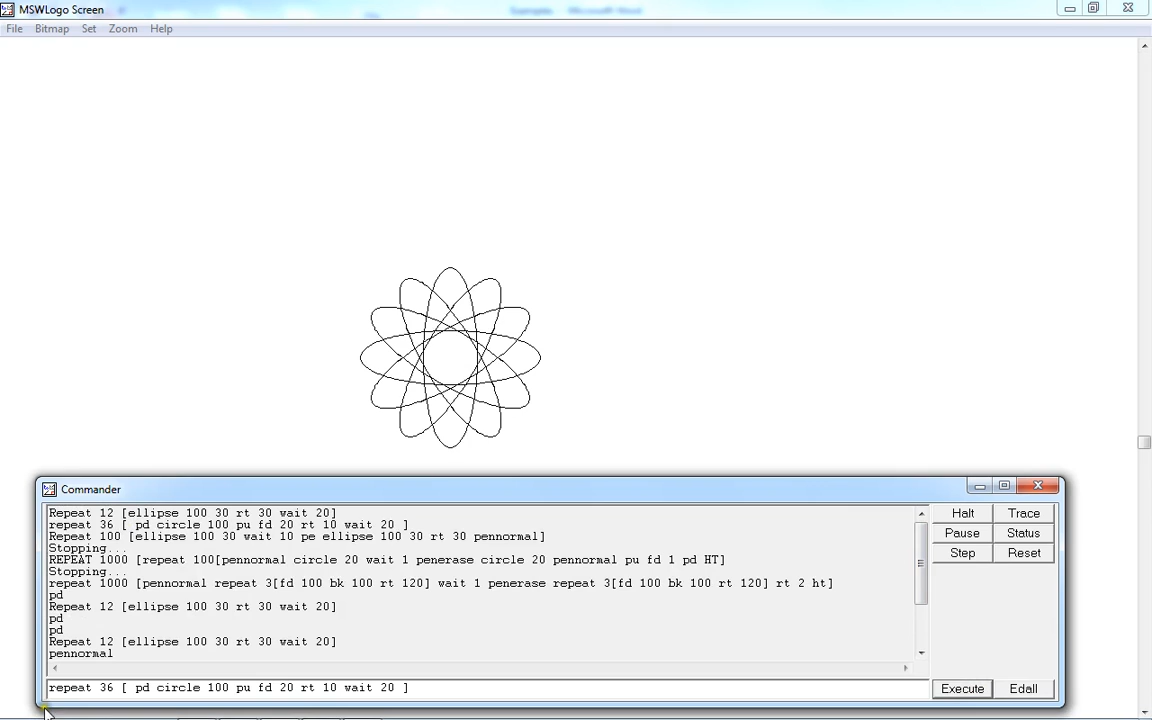 MSWLogo Screen
Examples - Microsoft Word
File Bitmap Set Zoom Help
Commander
Repeat 12 [ellipse 100 30 rt 30 wait 20]
repeat 36 [ pd circle 100 pu fd 20 rt 10 wait 20 ]
Repeat 100 [ellipse 100 30 wait 10 pe ellipse 100 30 rt 30 pennormal]
Stopping...
REPEAT 1000 [repeat 100[pennormal circle 20 wait 1 penerase circle 20 pennormal pu fd 1 pd HT]
Stopping...
repeat 1000 [pennormal repeat 3[fd 100 bk 100 rt 120] wait 1 penerase repeat 3[fd 100 bk 100 rt 120] rt 2 ht]
pd
Repeat 12 [ellipse 100 30 rt 30 wait 20]
pd
pd
Repeat 12 [ellipse 100 30 rt 30 wait 20]
pennormal
repeat 36 [ pd circle 100 pu fd 20 rt 10 wait 20 ]
Halt Trace
Pause Status
Step Reset
Execute Edall